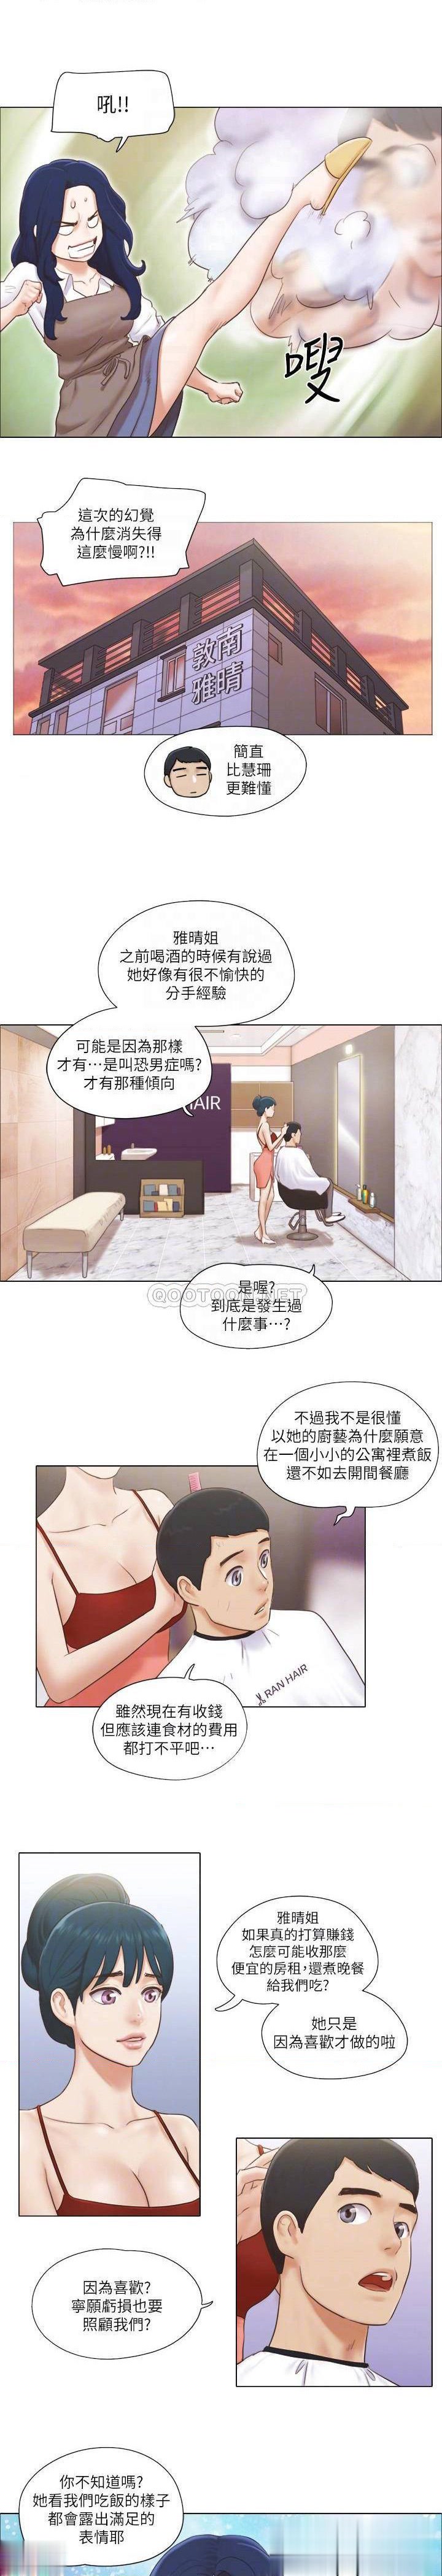 吼!!
嗖
這次的幻覺
為什麼消失得
這麼慢啊?!!
敦南
雅晴
簡直
比慧珊
更難懂
雅晴姐
之前喝酒的時候有說過
她好像有很不愉快的
分手經驗
可能是因為那樣
才有…是叫恐男症嗎?
才有那種傾向
HAIR
是喔?
到底是發生過
什麼事…?
QOOTOON.NET
不過我不是很懂
以她的廚藝為什麼願意
在一個小小的公寓裡煮飯
還不如去開間餐廳
RAN HAIR
雖然現在有收錢
但應該連食材的費用
都打不平吧…
雅晴姐
如果真的打算賺錢
怎麼可能收那麼
便宜的房租,還煮晚餐
給我們吃?
她只是
因為喜歡才做的啦
因為喜歡?
寧願虧損也要
照顧我們?
你不知道嗎?
她看我們吃飯的樣子
都會露出滿足的
表情耶